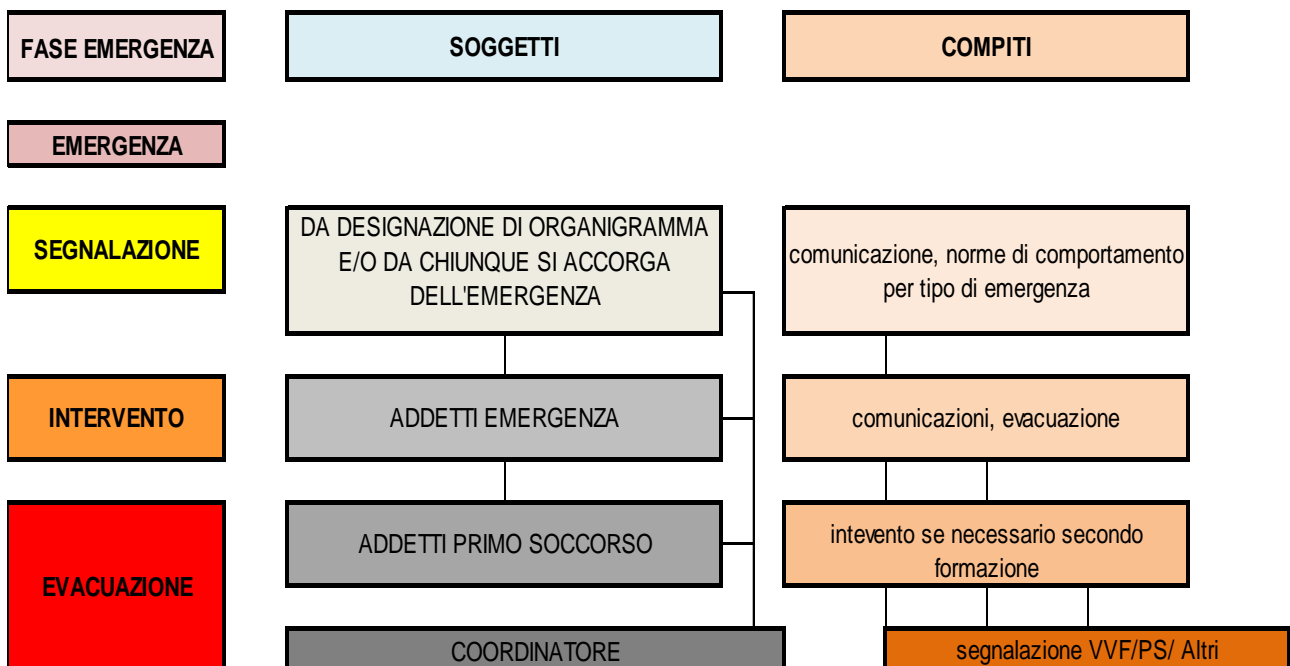 FASE EMERGENZA
SOGGETTI
COMPITI
EMERGENZA
SEGNALAZIONE
DA DESIGNAZIONE DI ORGANIGRAMMA
E/O DA CHIUNQUE SI ACCORGA
DELL'EMERGENZA
comunicazione, norme di comportamento
per tipo di emergenza
INTERVENTO
ADDETTI EMERGENZA
comunicazioni, evacuazione
EVACUAZIONE
ADDETTI PRIMO SOCCORSO
intevento se necessario secondo
formazione
COORDINATORE
segnalazione VVF/PS/ Altri